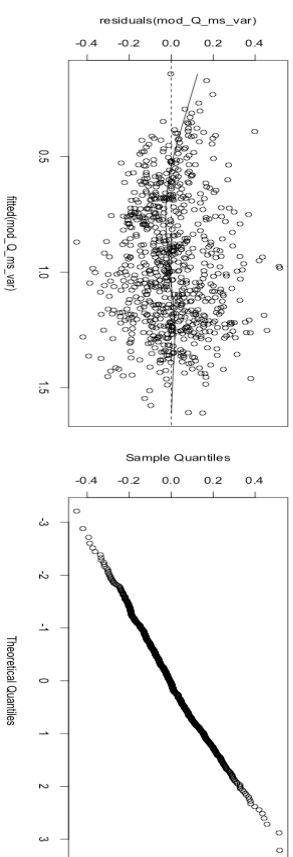 residuals(mod_Q_ms_var)
-0.4 -0.2 0.0 0.2 0.4
0.5 1.0 1.5
fitted(mod_Q_ms_var)
Sample Quantiles
-0.4 -0.2 0.0 0.2 0.4
-3 -2 -1 0 1 2 3
Theoretical Quantiles